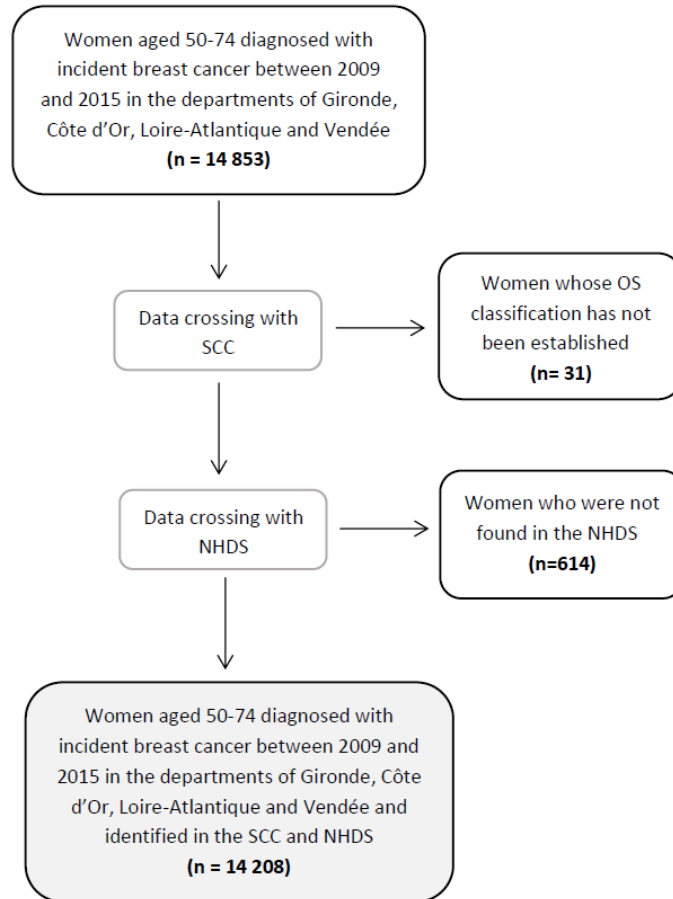 Women aged 50-74 diagnosed with
incident breast cancer between 2009
and 2015 in the departments of Gironde,
Côte d’Or, Loire-Atlantique and Vendée
(n = 14 853)
Data crossing with
SCC
Women whose OS
classification has not
been established
(n= 31)
Data crossing with
NHDS
Women who were not
found in the NHDS
(n=614)
Women aged 50-74 diagnosed with
incident breast cancer between 2009 and
2015 in the departments of Gironde, Côte
d’Or, Loire-Atlantique and Vendée and
identified in the SCC and NHDS
(n = 14 208)